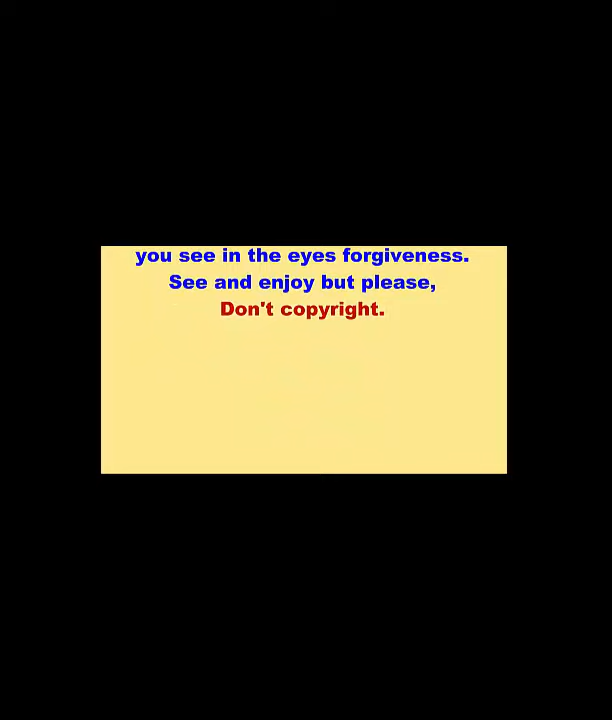 you see in the eyes forgiveness.
See and enjoy but please,
Don't copyright.